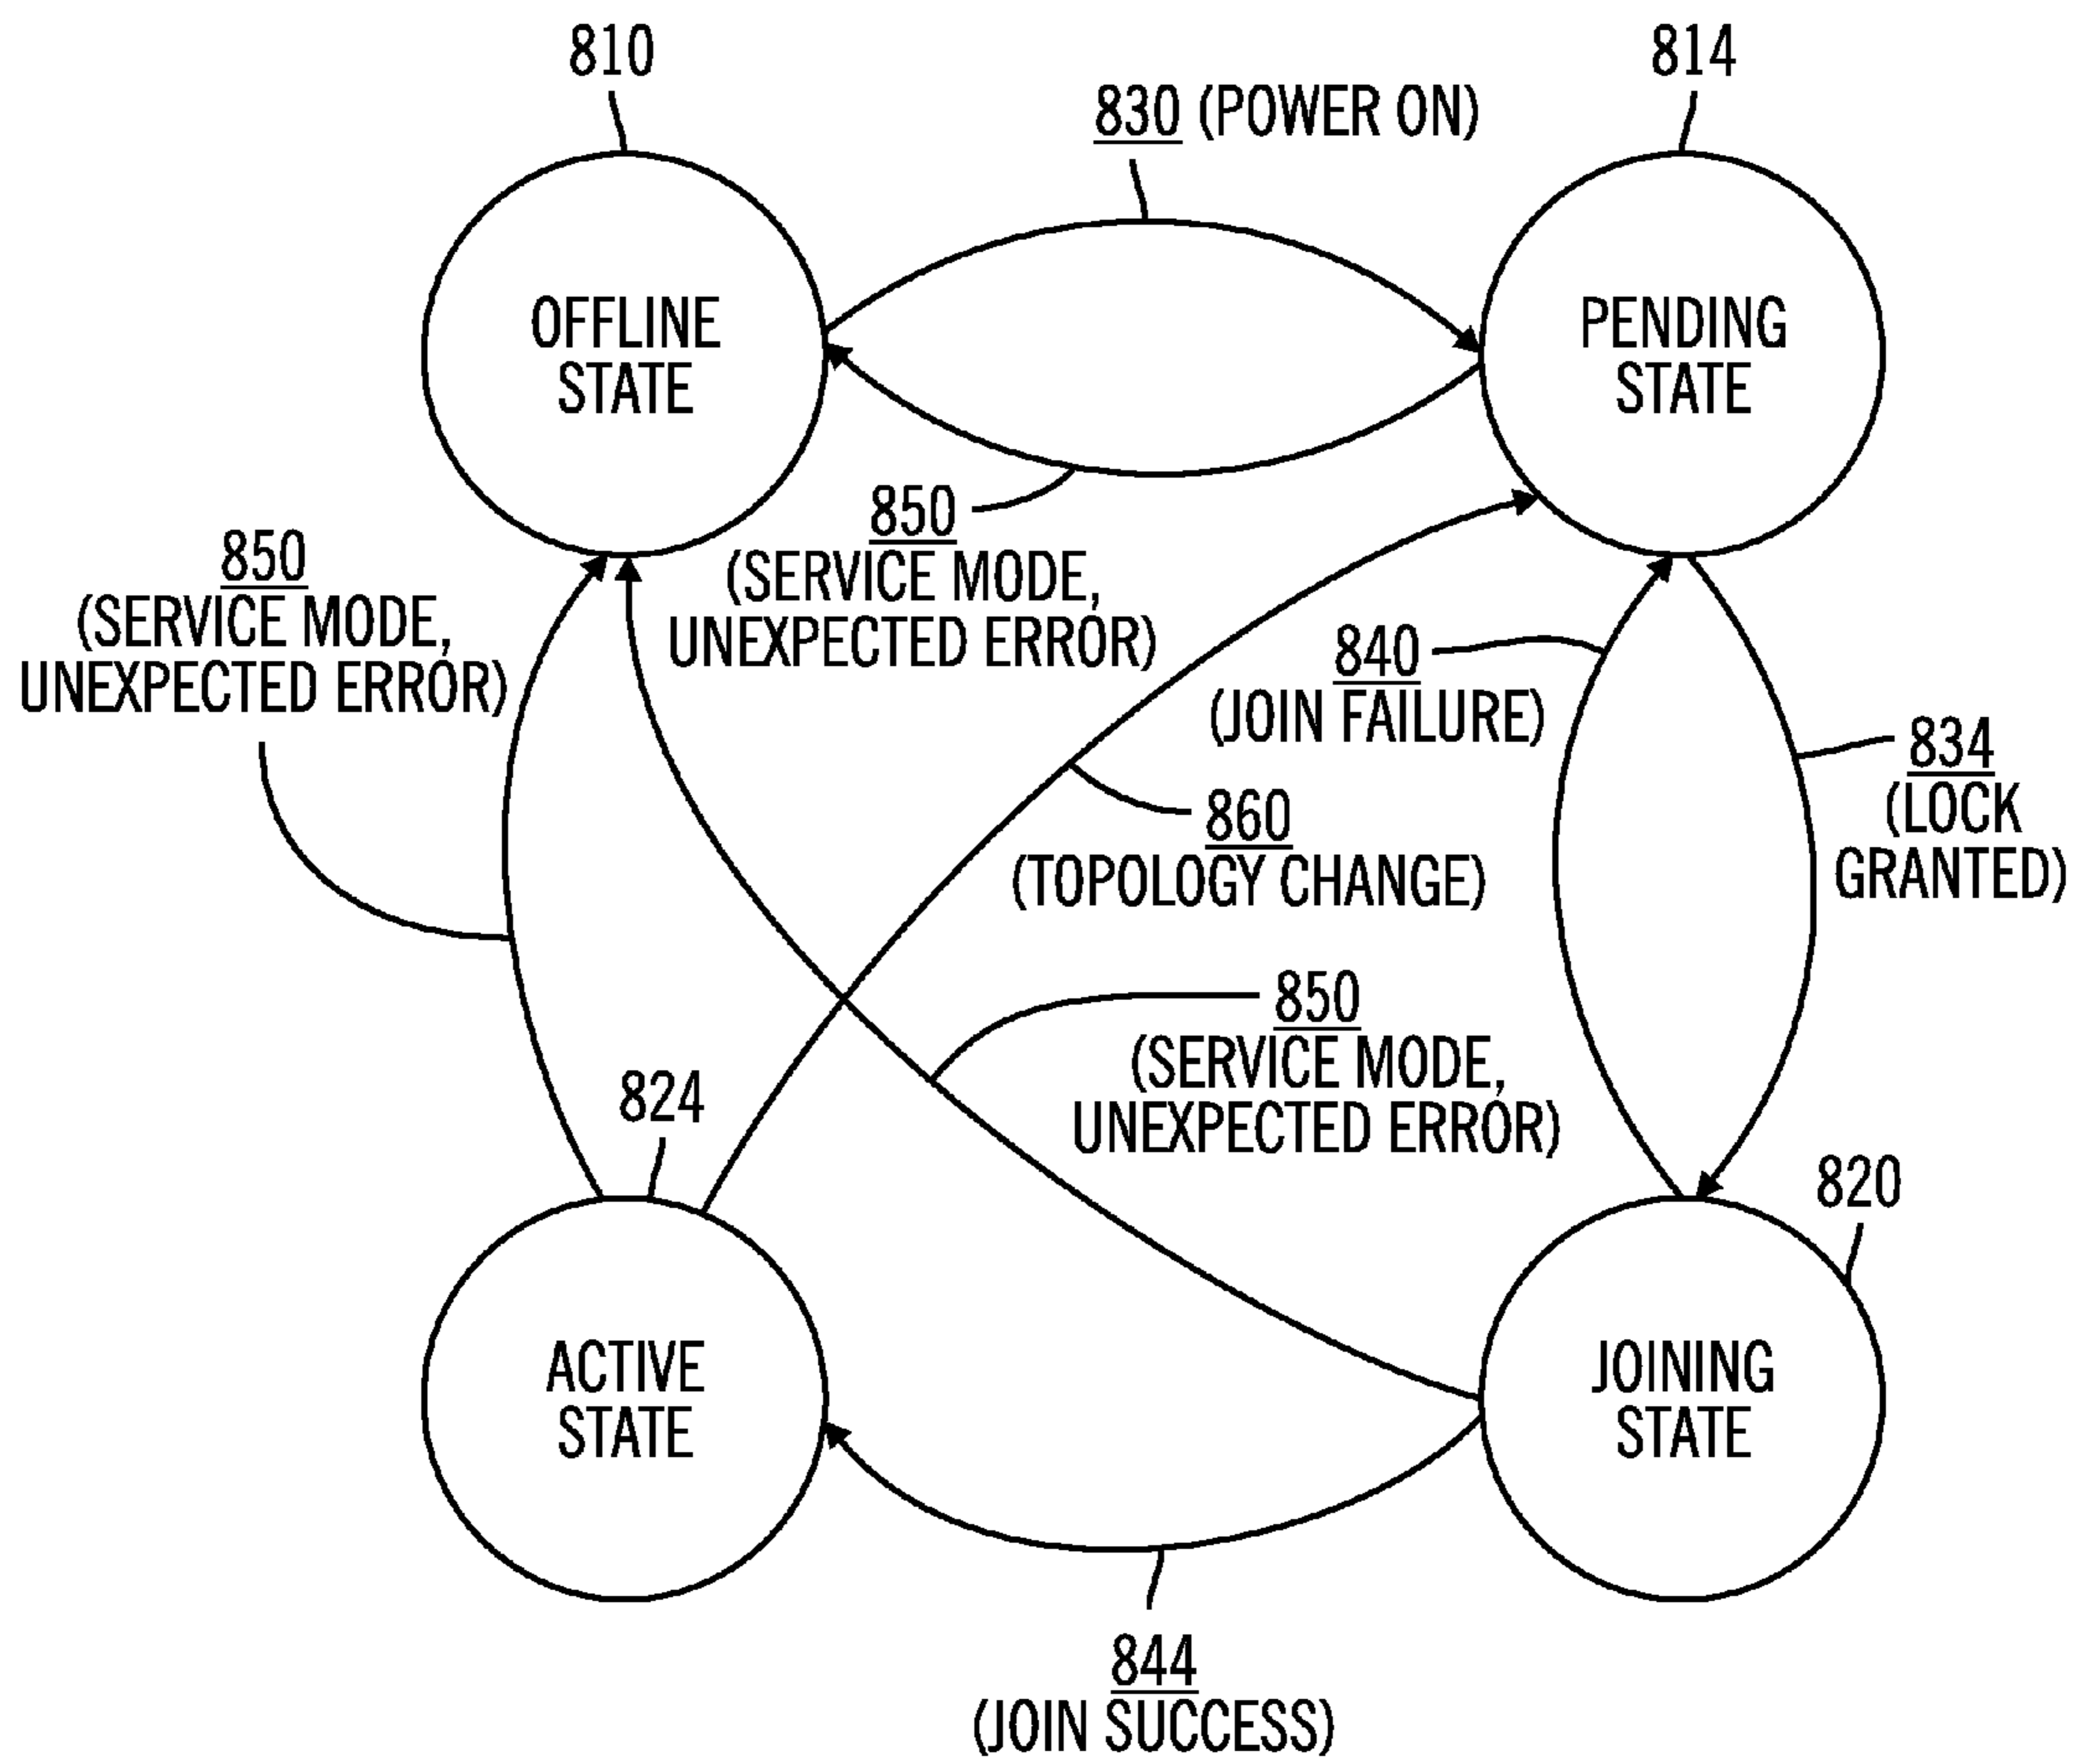 810
814
830 (POWER ON)
OFFLINE
STATE
PENDING
STATE
850
(SERVICE MODE,
UNEXPECTED ERROR)
850
(SERVICE MODE,
UNEXPECTED ERROR)
840
(JOIN FAILURE)
834
(LOCK
GRANTED)
860
(TOPOLOGY CHANGE)
850
(SERVICE MODE,
UNEXPECTED ERROR)
824
820
ACTIVE
STATE
JOINING
STATE
844
(JOIN SUCCESS)